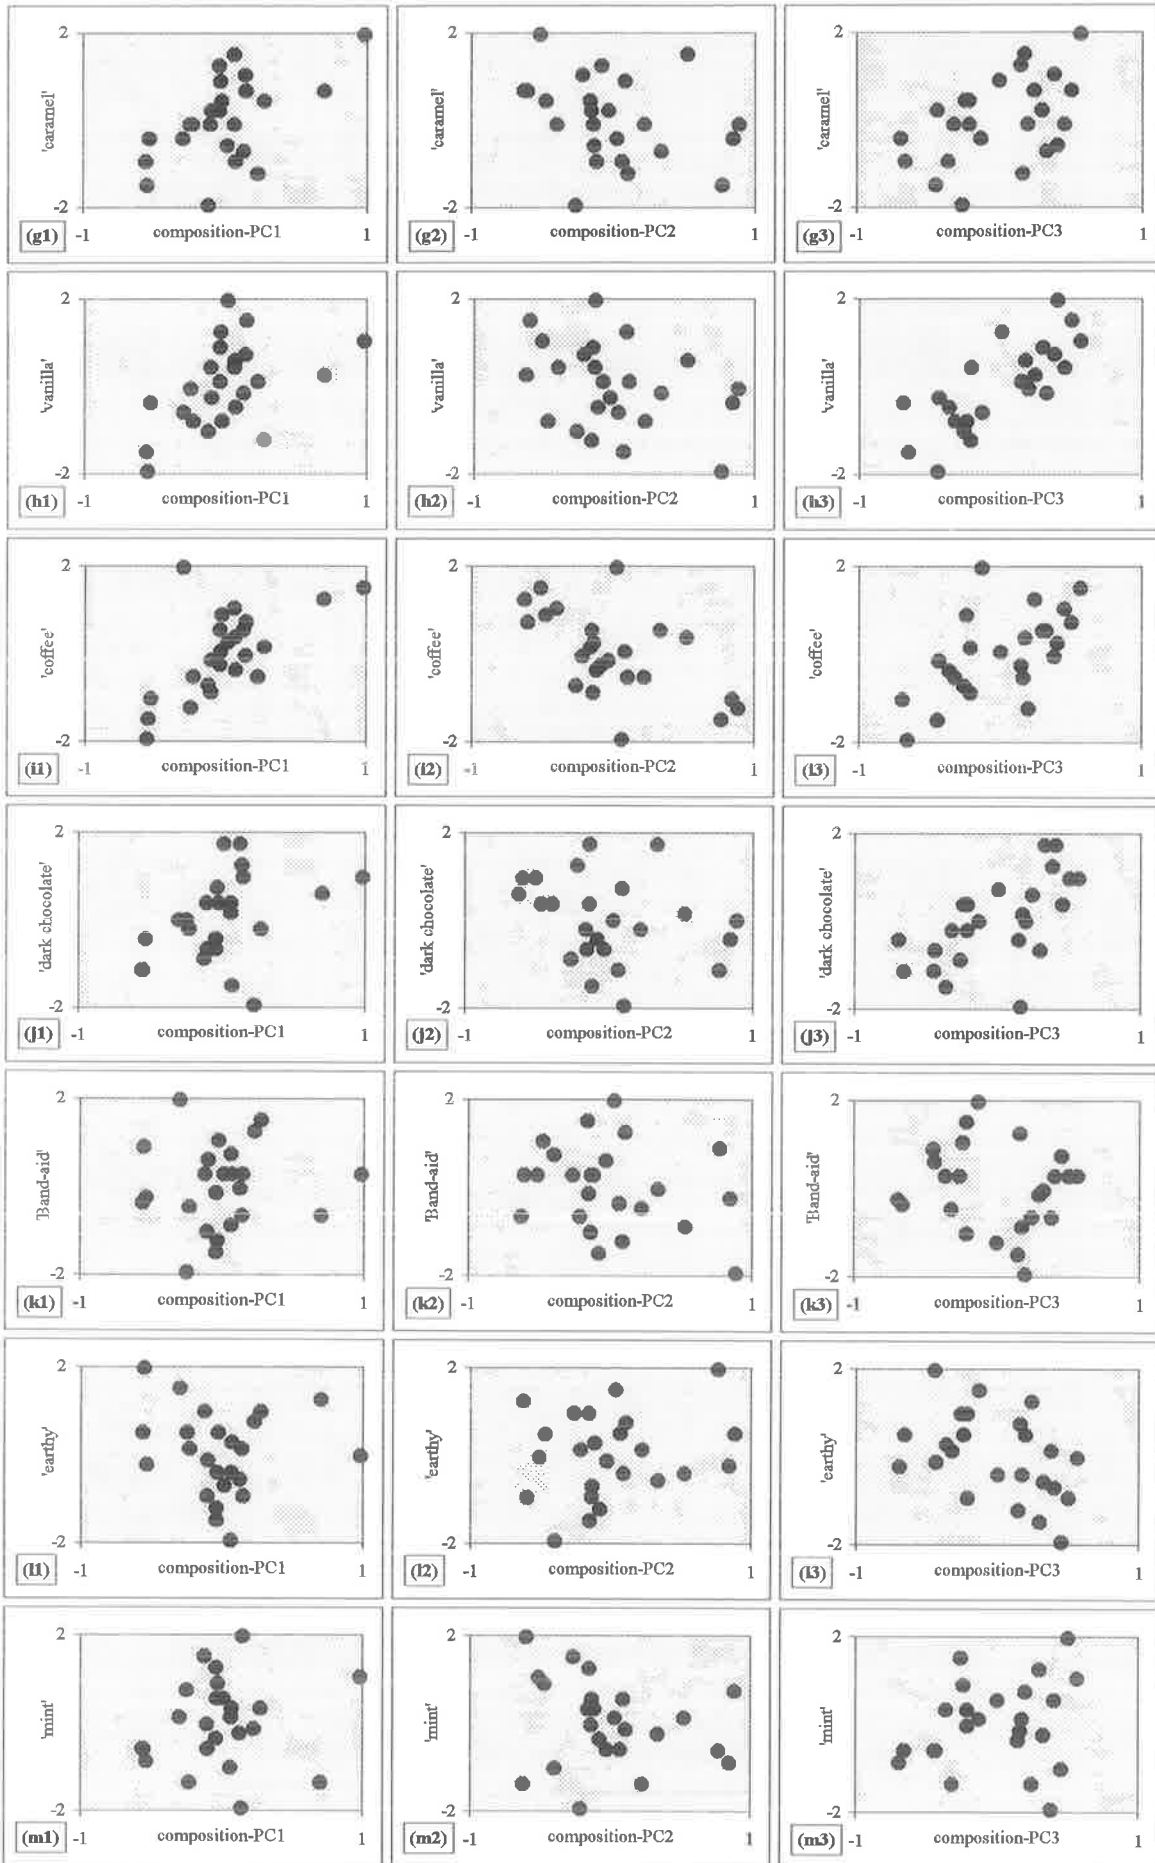 2 2 2
'caramel' 'caramel' 'caramel'
-2 -2 -2
(g1) -1 composition-PC1 1 (g2) -1 composition-PC2 1 (g3) -1 composition-PC3 1
2 2 2
'vanilla' 'vanilla' 'vanilla'
-2 -2 -2
(h1) -1 composition-PC1 1 (h2) -1 composition-PC2 1 (h3) -1 composition-PC3 1
2 2 2
'coffee' 'coffee' 'coffee'
-2 -2 -2
(i1) -1 composition-PC1 1 (i2) -1 composition-PC2 1 (i3) -1 composition-PC3 1
2 2 2
'dark chocolate' 'dark chocolate' 'dark chocolate'
-2 -2 -2
(j1) -1 composition-PC1 1 (j2) -1 composition-PC2 1 (j3) -1 composition-PC3 1
2 2 2
'Band-aid' 'Band-aid' 'Band-aid'
-2 -2 -2
(k1) -1 composition-PC1 1 (k2) -1 composition-PC2 1 (k3) -1 composition-PC3 1
2 2 2
'earthy' 'earthy' 'earthy'
-2 -2 -2
(l1) -1 composition-PC1 1 (l2) -1 composition-PC2 1 (l3) -1 composition-PC3 1
2 2 2
'mint' 'mint' 'mint'
-2 -2 -2
(m1) -1 composition-PC1 1 (m2) -1 composition-PC2 1 (m3) -1 composition-PC3 1